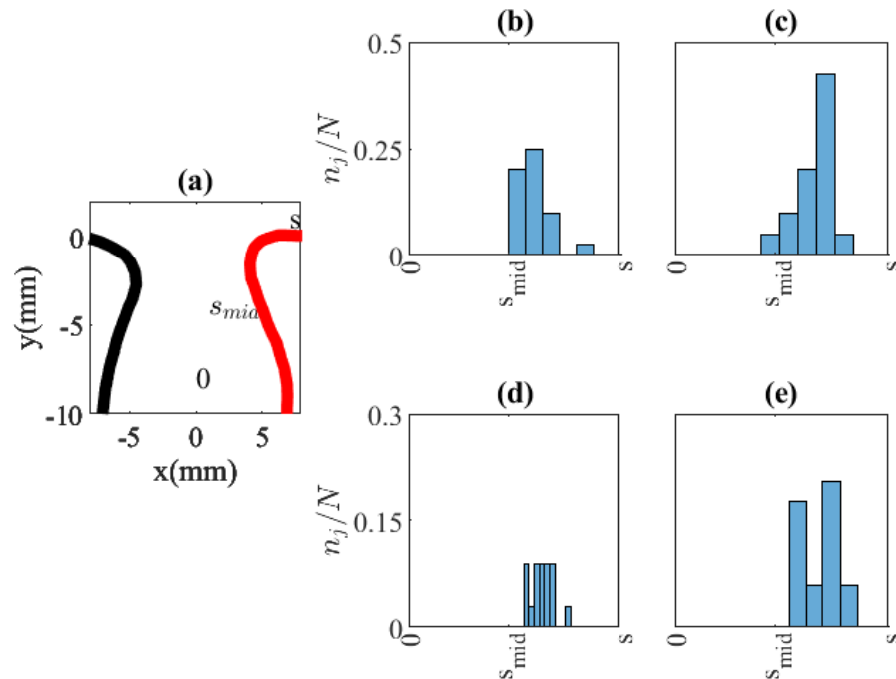 (a)
s
0
-5
-10
y(mm)
s_mid
0
-5 0 5
x(mm)
(b)
0.5
0.25
0
n_j/N
0 s_mid s
(c)
0 s_mid s
(d)
0.3
0.15
0
n_j/N
0 s_mid s
(e)
0 s_mid s